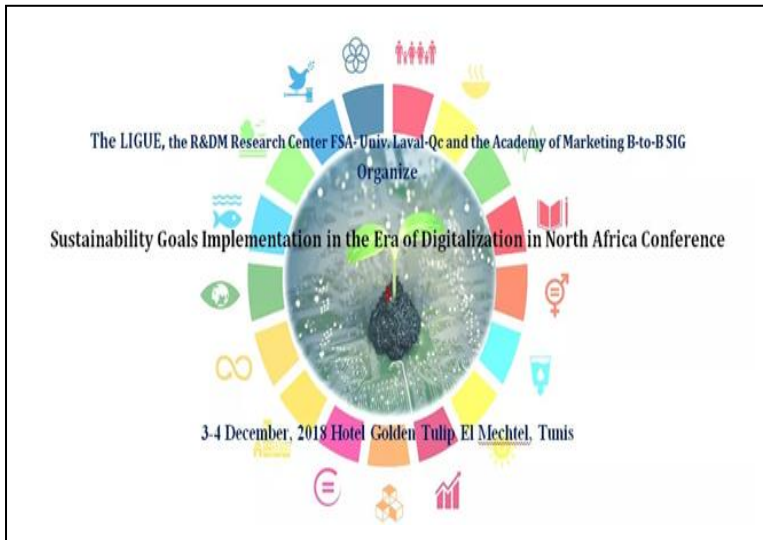 The LIGUE, the R&DM Research Center FSA- Univ. Laval-Qc and the Academy of Marketing B-to-B SIG
Organize
Sustainability Goals Implementation in the Era of Digitalization in North Africa Conference
3-4 December, 2018 Hotel Golden Tulip El Mechtel, Tunis